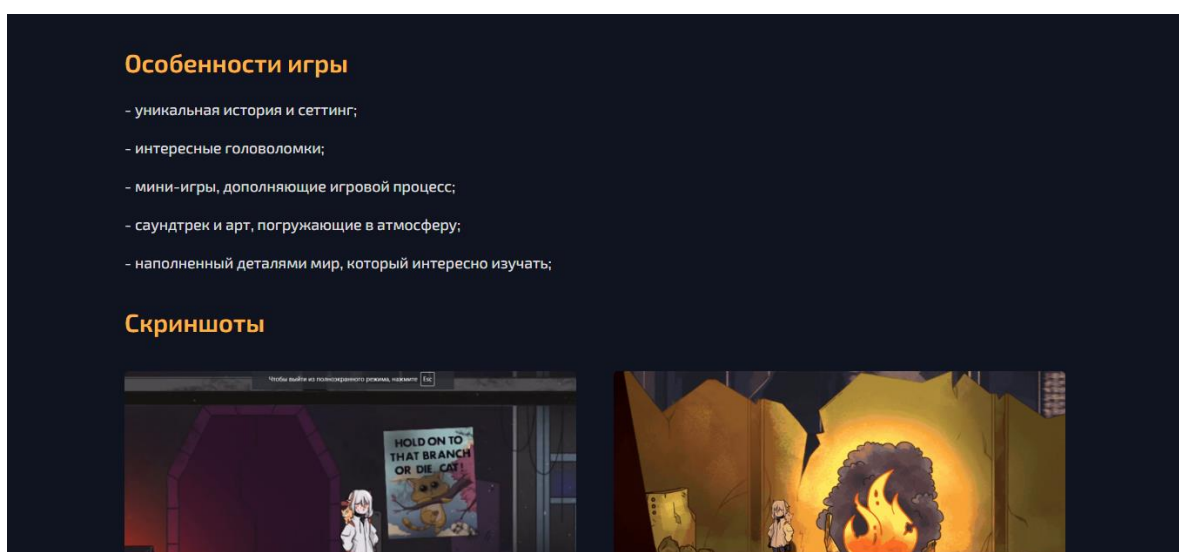 Особенности игры
- уникальная история и сеттинг;
- интересные головоломки;
- мини-игры, дополняющие игровой процесс;
- саундтрек и арт, погружающие в атмосферу;
- наполненный деталями мир, который интересно изучать;
Скриншоты
Чтобы выйти из полноэкранного режима, нажмите Esc
HOLD ON TO
THAT BRANCH
OR DIE, CAT!